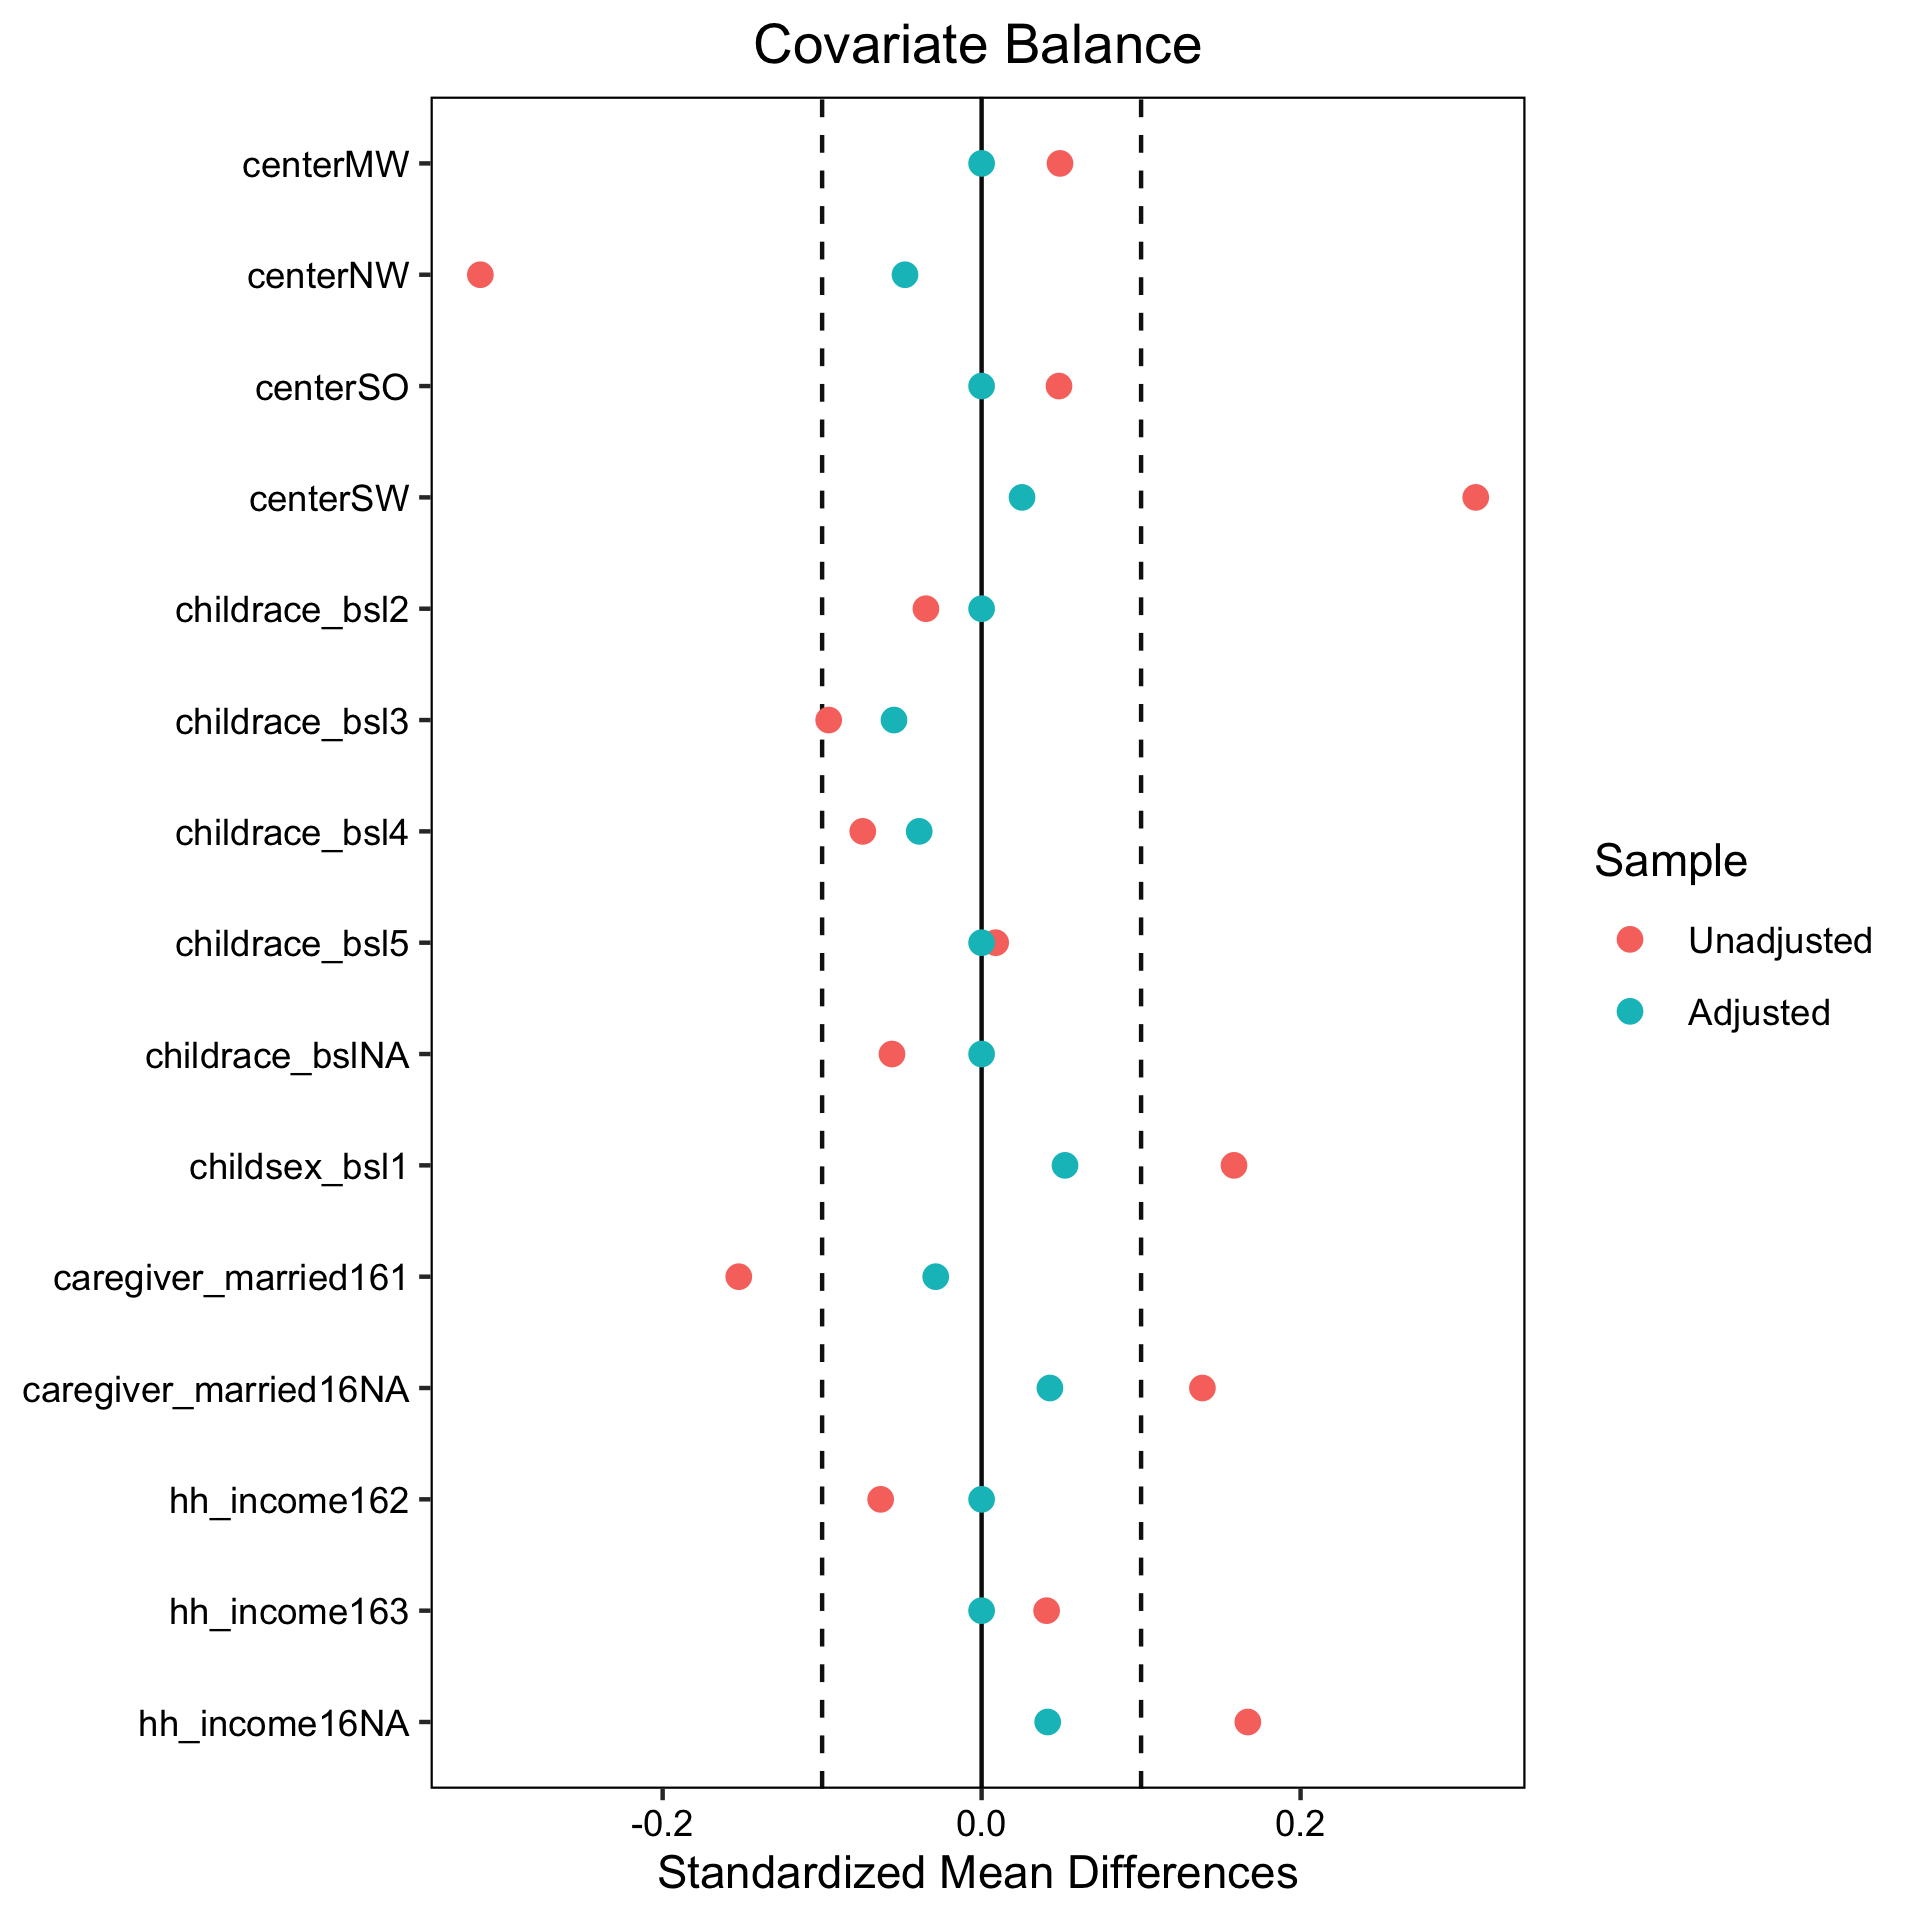 Covariate Balance
centerMW
centerNW
centerSO
centerSW
childrace_bsl2
childrace_bsl3
childrace_bsl4
childrace_bsl5
childrace_bslNA
childsex_bsl1
caregiver_married161
caregiver_married16NA
hh_income162
hh_income163
hh_income16NA
-0.2 0.0 0.2
Standardized Mean Differences
Sample
Unadjusted
Adjusted